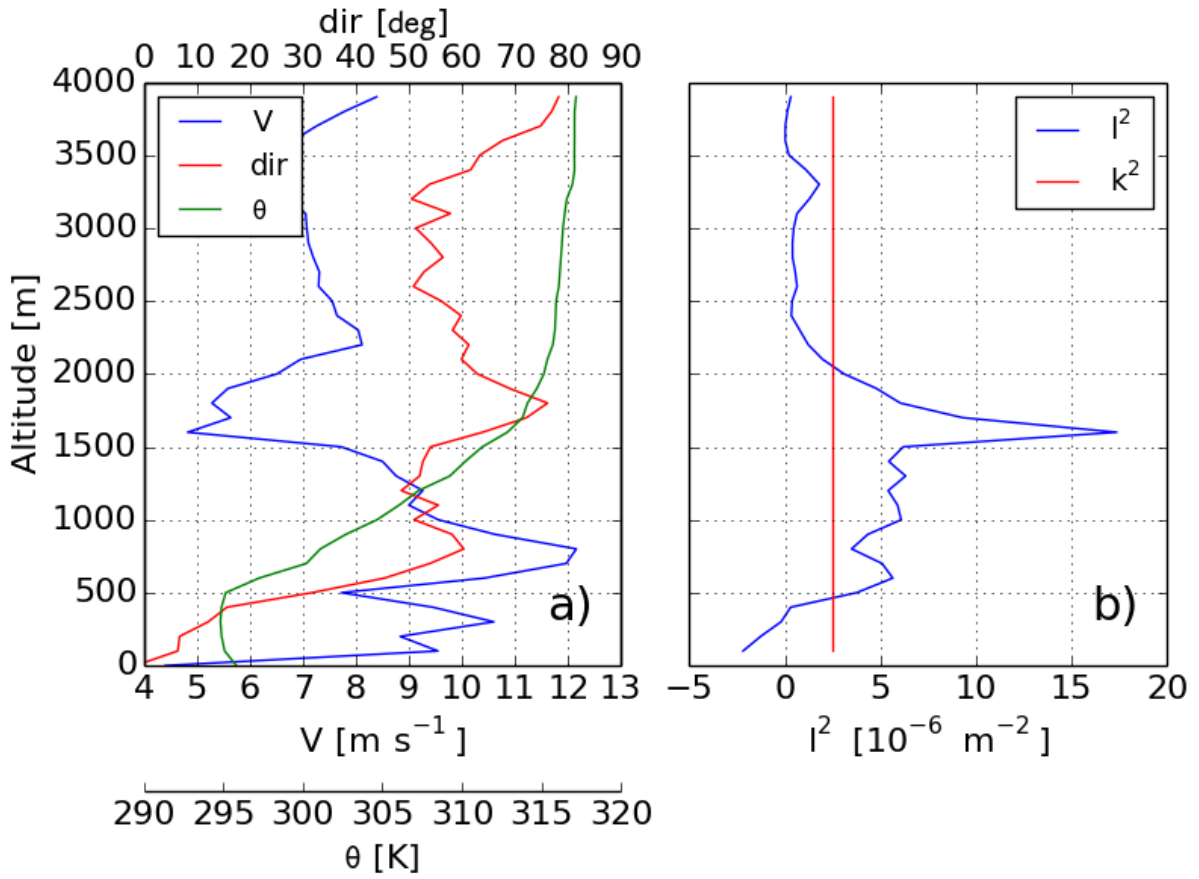 dir [deg]
0 10 20 30 40 50 60 70 80 90
4000
3500
3000
2500
2000
1500
1000
500
0
Altitude [m]
V
dir
θ
a)
4 5 6 7 8 9 10 11 12 13
V [m s⁻¹]
290 295 300 305 310 315 320
θ [K]
l²
k²
b)
−5 0 5 10 15 20
l² [10⁻⁶ m⁻²]